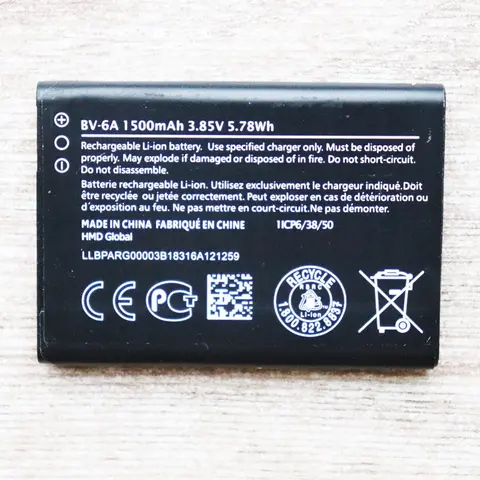 BV-6A 1500mAh 3.85V 5.78Wh
Rechargeable Li-ion battery. Use specified charger only. Must be recycled or disposed of
properly. May explode if damaged or disposed of in fire. Do not short-circuit.
Do not disassemble.
Batterie rechargeable Li-ion. Utilisez exclusivement le chargeur indiqué.Doit
être recyclée ou jetée correctement. Peut exploser en cas de détérioration ou
d'exposition au feu. Ne pas mettre en court-circuit. Ne pas démonter.
MADE IN CHINA FABRIQUÉ EN CHINE 1ICP6/38/50
HMD Global
LLBPARG00003B18316A121259
CE PCT
RECYCLE
RBRC
Li-ion
1.800.822.8837